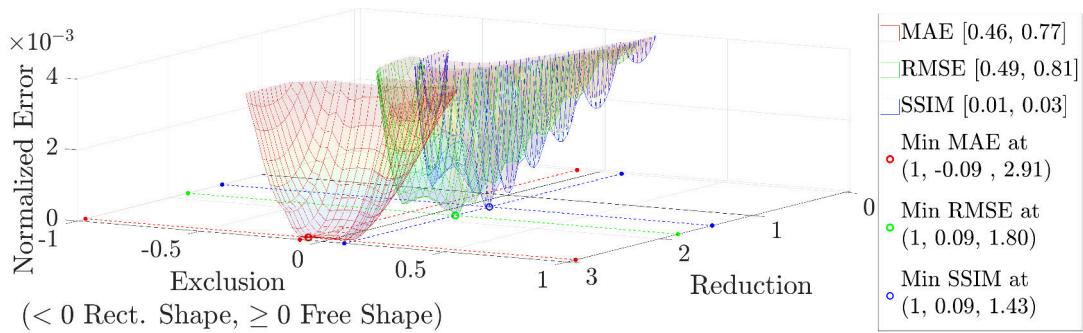 ×10⁻³
4
2
0
Normalized Error
-1
-0.5
0
0.5
1
Exclusion
(< 0 Rect. Shape, ≥ 0 Free Shape)
3
2
1
0
Reduction
MAE [0.46, 0.77]
RMSE [0.49, 0.81]
SSIM [0.01, 0.03]
Min MAE at
(1, -0.09 , 2.91)
Min RMSE at
(1, 0.09, 1.80)
Min SSIM at
(1, 0.09, 1.43)